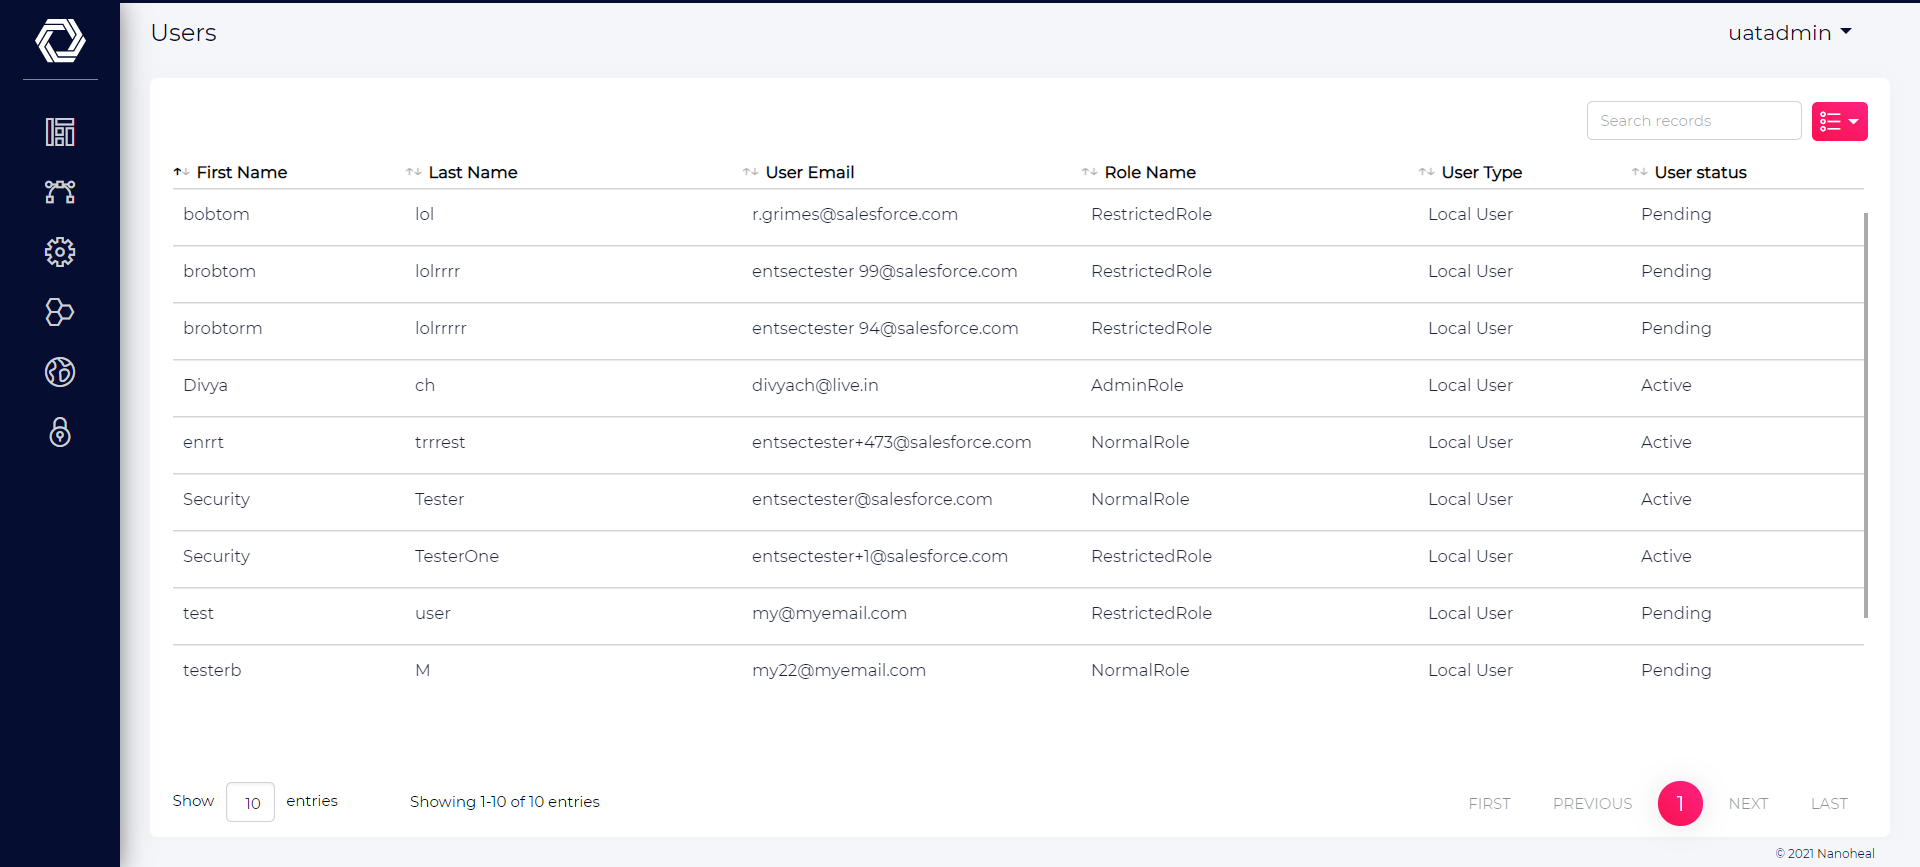 Users
uatadmin
Search records
First Name Last Name User Email Role Name User Type User status
bobtom lol r.grimes@salesforce.com RestrictedRole Local User Pending
brobtom lolrrrr entsectester 99@salesforce.com RestrictedRole Local User Pending
brobtorm lolrrrrr entsectester 94@salesforce.com RestrictedRole Local User Pending
Divya ch divyach@live.in AdminRole Local User Active
enrrt trrrest entsectester+473@salesforce.com NormalRole Local User Active
Security Tester entsectester@salesforce.com NormalRole Local User Active
Security TesterOne entsectester+1@salesforce.com RestrictedRole Local User Active
test user my@myemail.com RestrictedRole Local User Pending
testerb M my22@myemail.com NormalRole Local User Pending
Show 10 entries Showing 1-10 of 10 entries FIRST PREVIOUS 1 NEXT LAST
© 2021 Nanoheal